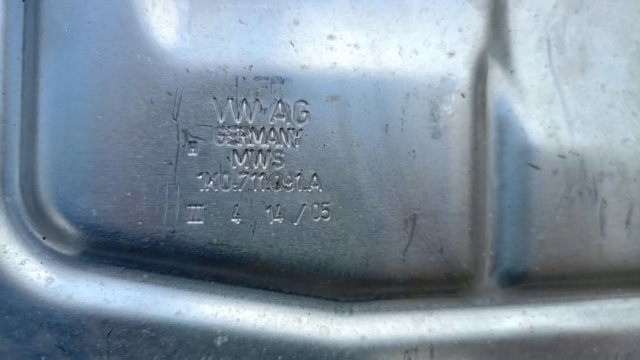 VW AG
GERMANY
MWS
1K0.711.091.A
II 4 14/05